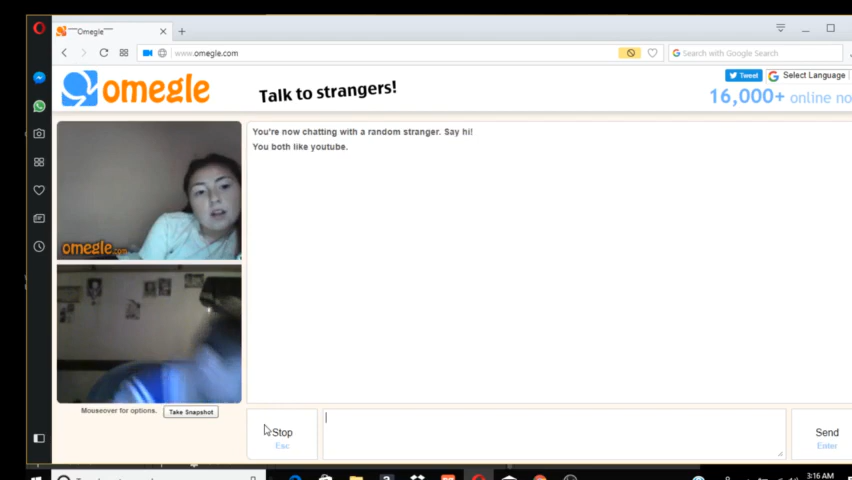 "Omegle"
www.omegle.com
Search with Google Search
omegle
Talk to strangers!
Tweet
Select Language
16,000+ online no
You're now chatting with a random stranger. Say hi!
You both like youtube.
omegle.com
Mouseover for options.
Take Snapshot
Stop
Esc
Send
Enter
3:16 AM